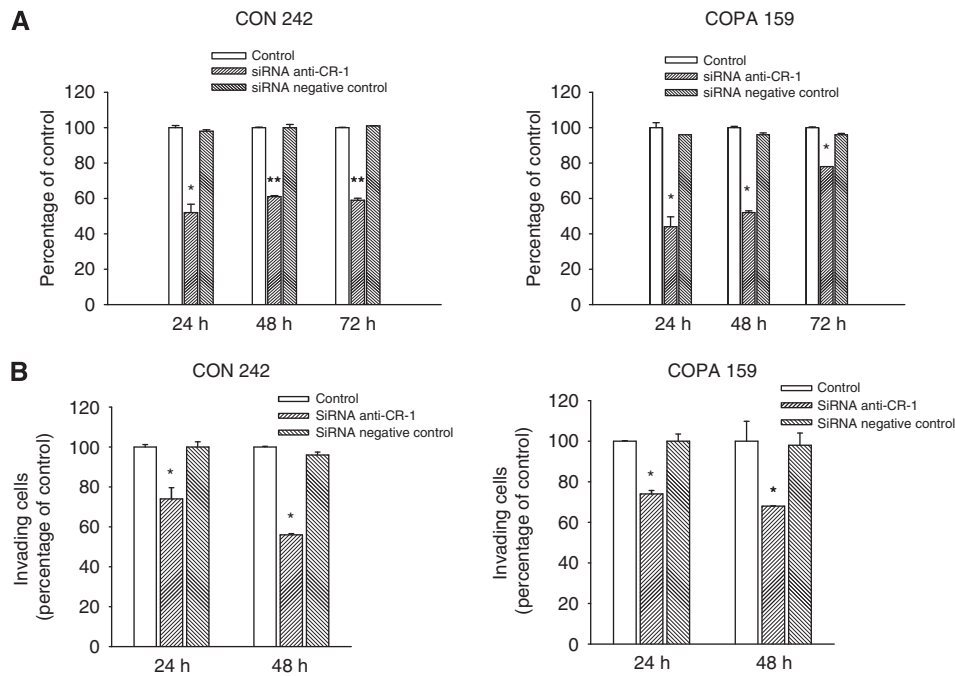 A
CON 242
Control
siRNA anti-CR-1
siRNA negative control
Percentage of control
120
100
80
60
40
20
0
*
**
**
24 h
48 h
72 h
COPA 159
Control
siRNA anti-CR-1
siRNA negative control
Percentage of control
120
100
80
60
40
20
0
*
*
*
24 h
48 h
72 h
B
CON 242
Control
SiRNA anti-CR-1
SiRNA negative control
Invading cells
(percentage of control)
120
100
80
60
40
20
0
*
*
24 h
48 h
COPA 159
Control
SiRNA anti-CR-1
SiRNA negative control
Invading cells
(percentage of control)
120
100
80
60
40
20
0
*
*
24 h
48 h